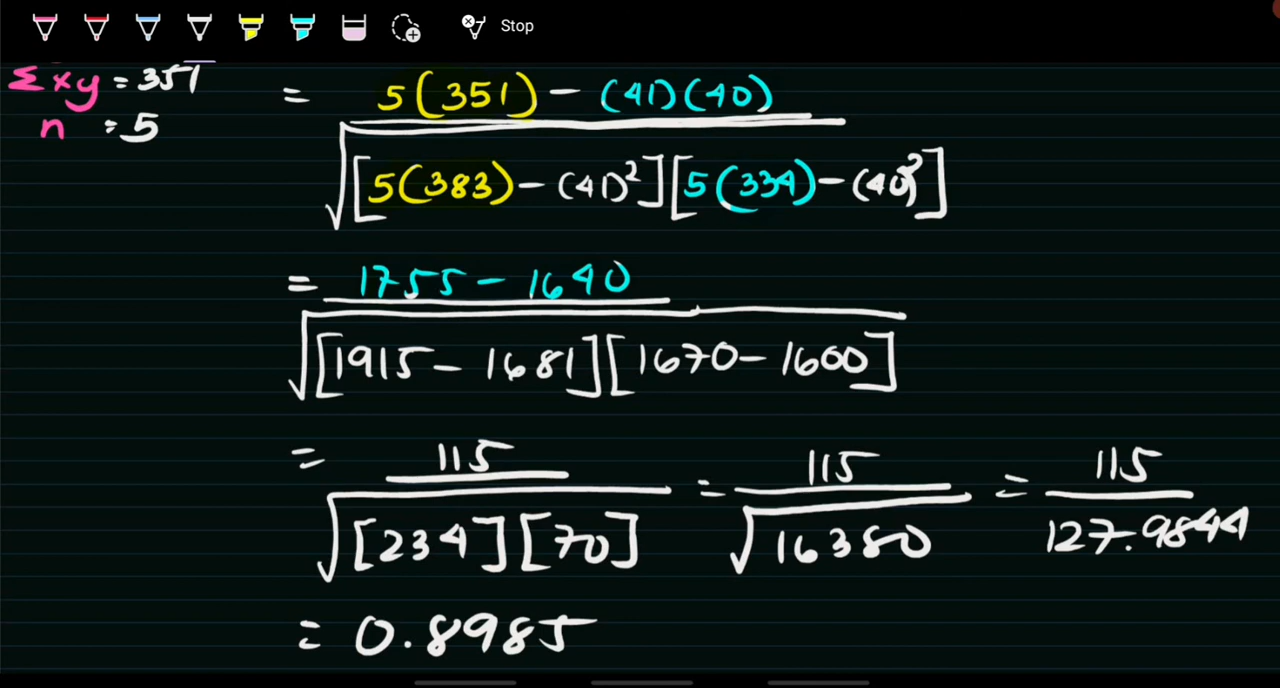 Stop
Σxy = 351
n = 5
= 5(351) - (41)(40)
√[5(383) - (41)²][5(334) - (40)²]
= 1755 - 1640
√[1915 - 1681][1670 - 1600]
= 115 = 115 = 115
√[234][70] √16380 127.9844
= 0.8985